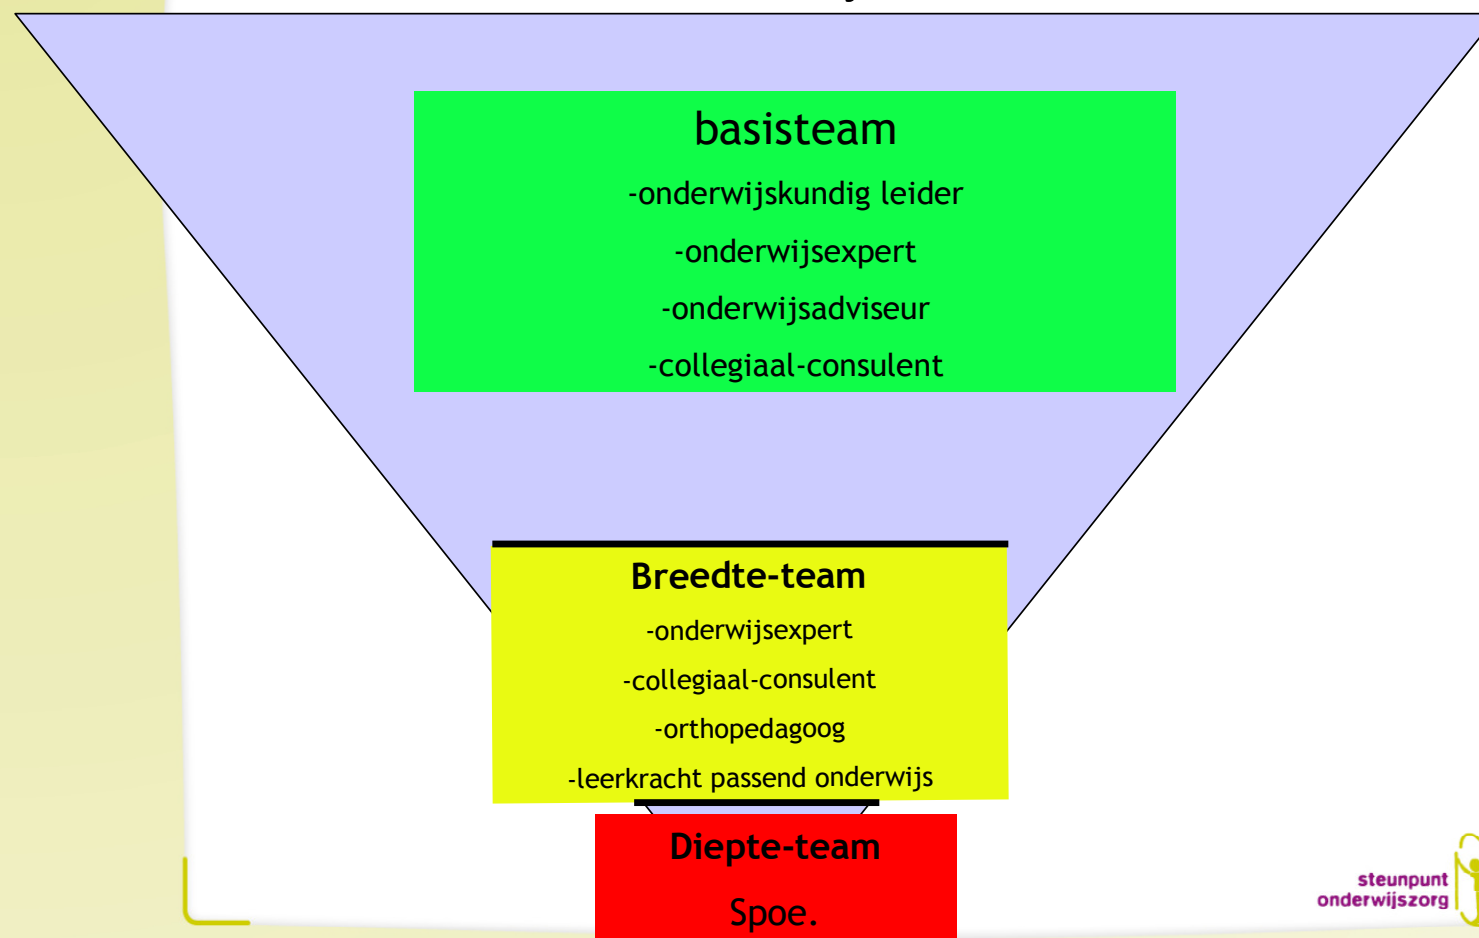 basisteam
-onderwijskundig leider
-onderwijsexpert
-onderwijsadviseur
-collegiaal-consulent
Breedte-team
-onderwijsexpert
-collegiaal-consulent
-orthopedagoog
-leerkracht passend onderwijs
Diepte-team
Spoe.
steunpunt
onderwijszorg